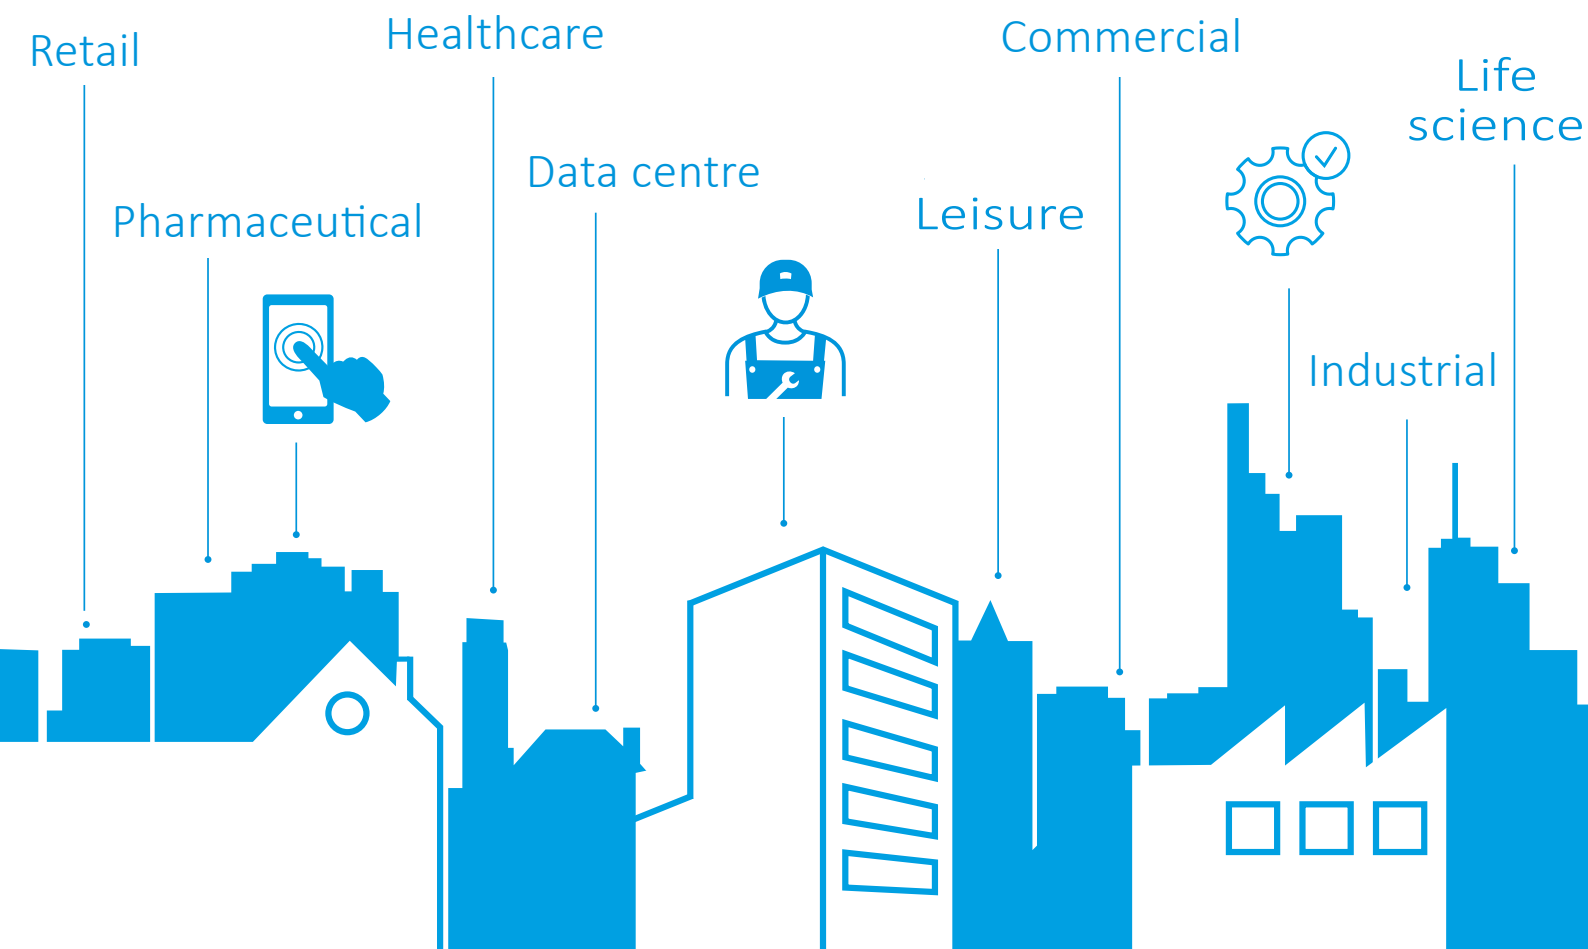 Retail
Healthcare
Commercial
Life
science
Data centre
Pharmaceutical
Leisure
Industrial